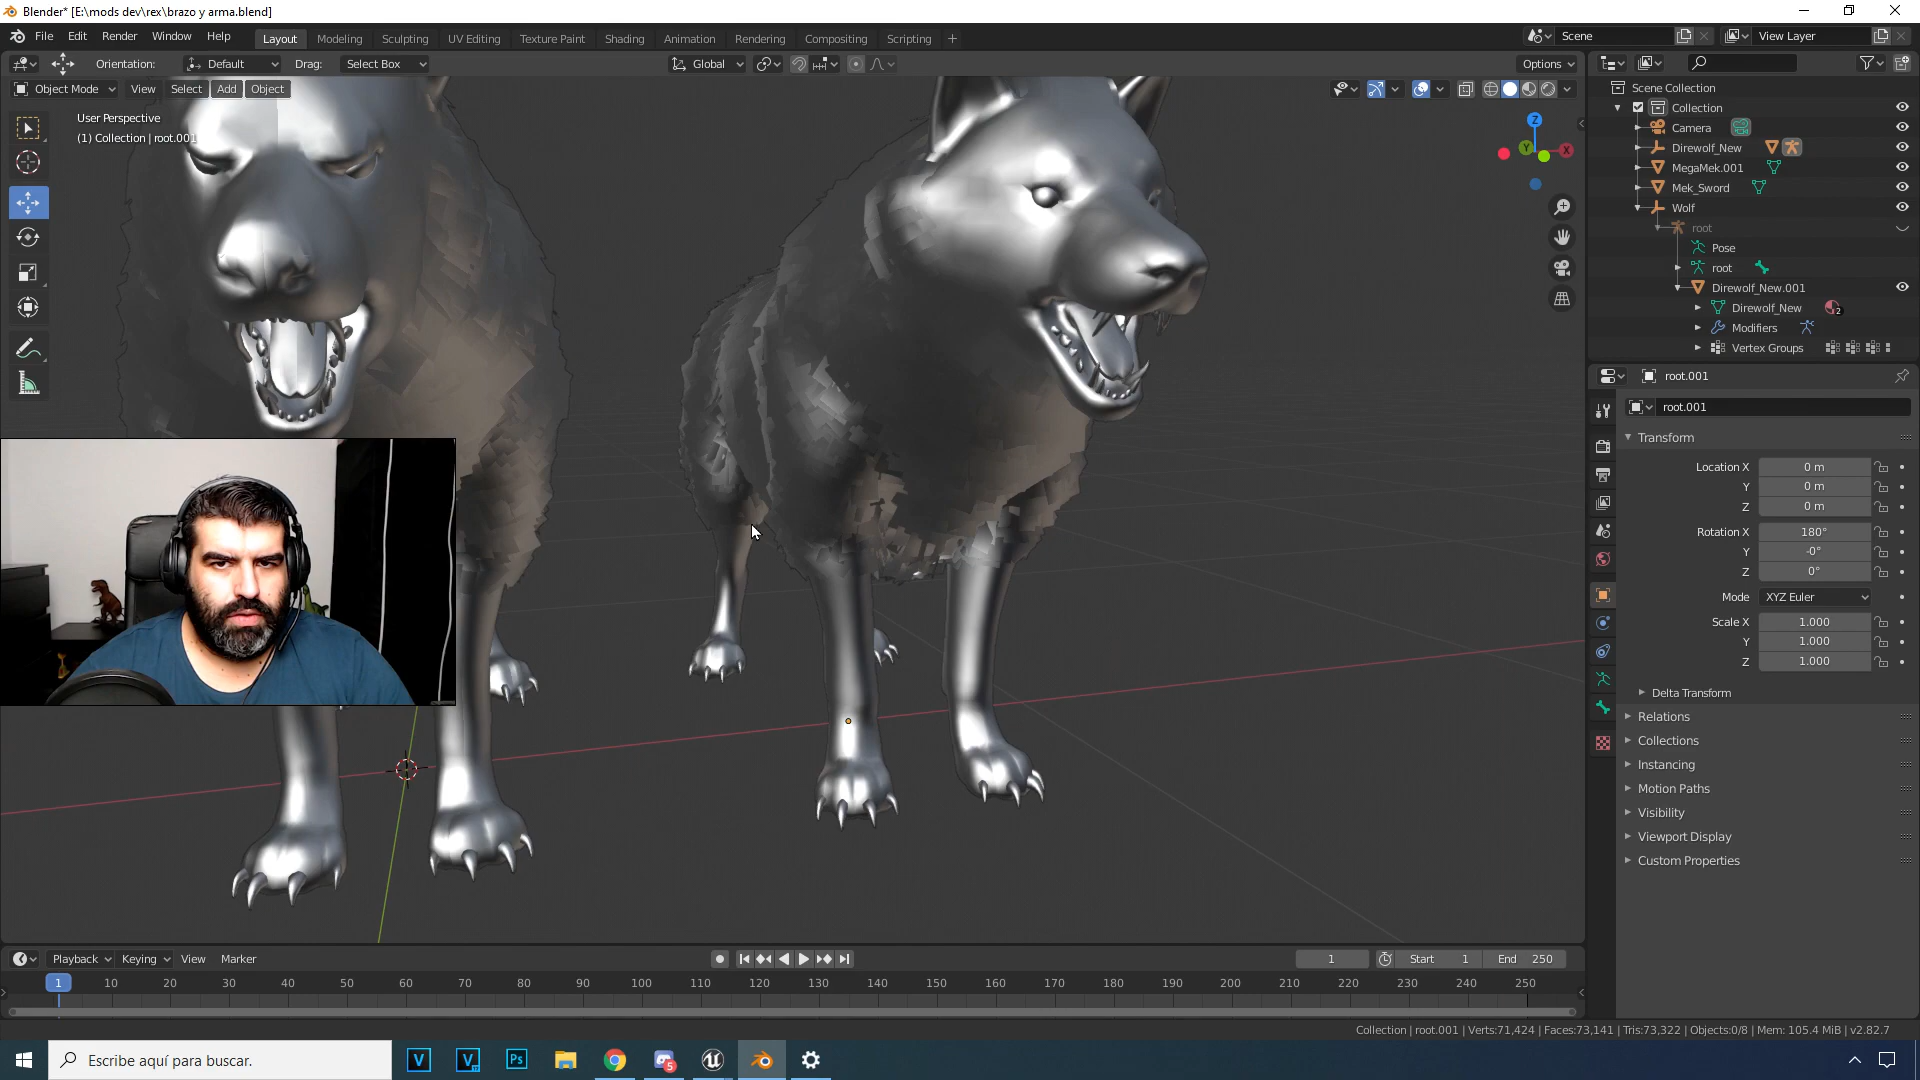 Blender* [E:\mods dev\rex\brazo y arma.blend]
File Edit Render Window Help
Layout Modeling Sculpting UV Editing Texture Paint Shading Animation Rendering Compositing Scripting
Scene View Layer
Orientation: Default Drag: Select Box Global Options
Object Mode View Select Add Object
User Perspective
(1) Collection | root.001
Z
Y
X
Scene Collection
Collection
Camera
Direwolf_New
MegaMek.001
Mek_Sword
Wolf
root
Pose
root
Direwolf_New.001
Direwolf_New 2
Modifiers
Vertex Groups
root.001
root.001
Transform
Location X 0 m
Y 0 m
Z 0 m
Rotation X 180°
Y -0°
Z 0°
Mode XYZ Euler
Scale X 1.000
Y 1.000
Z 1.000
Delta Transform
Relations
Collections
Instancing
Motion Paths
Visibility
Viewport Display
Custom Properties
Playback Keying View Marker 1 Start 1 End 250
1 10 20 30 40 50 60 70 80 90 100 110 120 130 140 150 160 170 180 190 200 210 220 230 240 250
Collection | root.001 | Verts:71,424 | Faces:73,141 | Tris:73,322 | Objects:0/8 | Mem: 105.4 MiB | v2.82.7
Escribe aquí para buscar. V V Ps 5